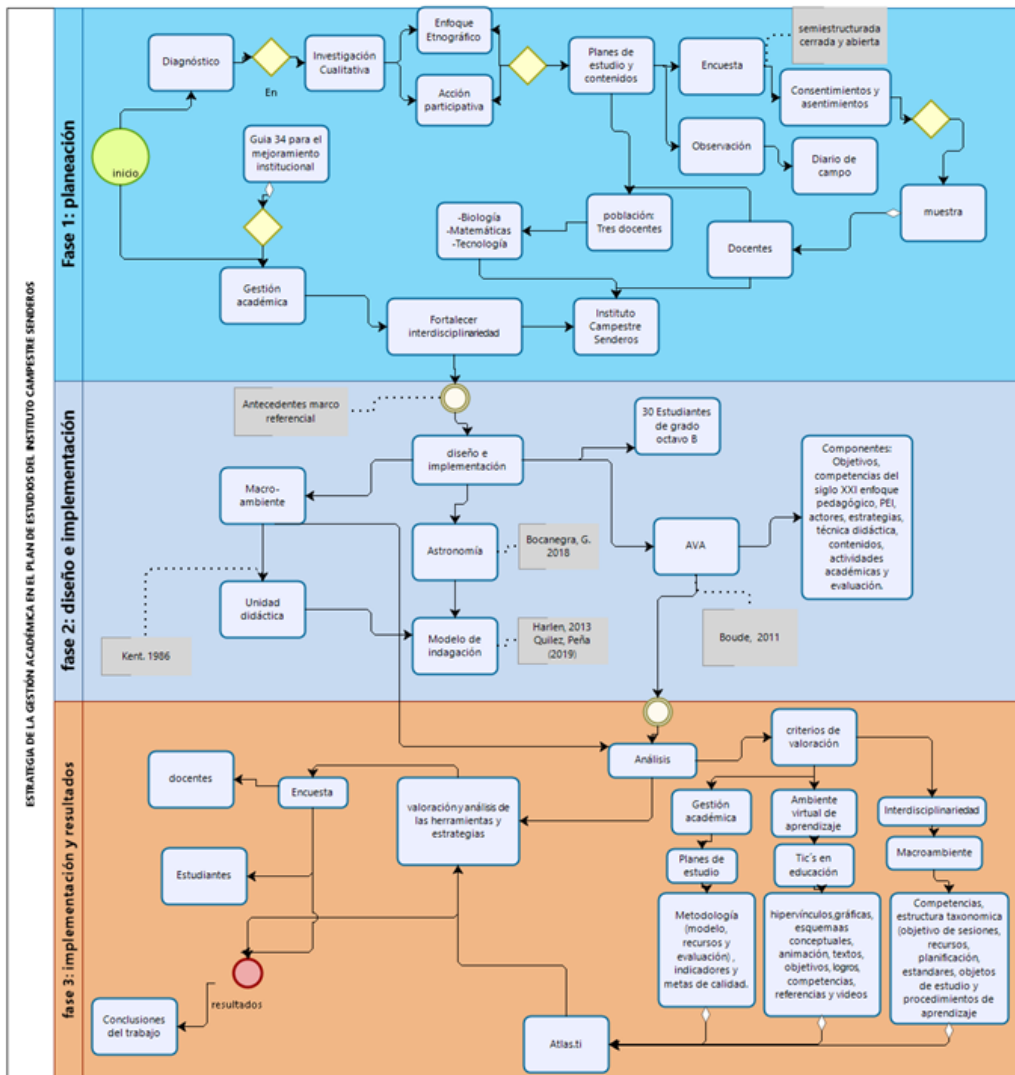 ESTRATEGIA DE LA GESTIÓN ACADÉMICA EN EL PLAN DE ESTUDIOS DEL INSTITUTO CAMPESTRE SENDEROS
Fase 1: planeación
inicio
Diagnóstico
En
Investigación
Cualitativa
Enfoque
Etnográfico
Acción
participativa
Planes de
estudio y
contenidos
Encuesta
semiestructurada
cerrada y abierta
Consentimientos y
asentimientos
Observación
Diario de
campo
muestra
Guia 34 para el
mejoramiento
institucional
-Biología
-Matemáticas
-Tecnología
población:
Tres docentes
Docentes
Gestión
académica
Fortalecer
interdisciplinariedad
Instituto
Campestre
Senderos
fase 2: diseño e implementación
Antecedentes marco
referencial
diseño e
implementación
30 Estudiantes
de grado
octavo B
Macro-
ambiente
Astronomía
Bocanegra, G.
2018
AVA
Componentes:
Objetivos,
competencias del
siglo XXI enfoque
pedagógico, PEI,
actores, estrategias,
técnica didáctica,
contenidos,
actividades
académicas y
evaluación.
Unidad
didáctica
Kent. 1986
Modelo de
indagación
Harlen, 2013
Quilez, Peña
(2019)
Boude, 2011
fase 3: implementación y resultados
Análisis
criterios de
valoración
docentes
Encuesta
valoración y análisis de
las herramientas y
estrategias
Estudiantes
Gestión
académica
Ambiente
virtual de
aprendizaje
Interdisciplinariedad
Planes de
estudio
Tic´s en
educación
Macroambiente
Metodología
(modelo,
recursos y
evaluación) ,
indicadores y
metas de calidad.
hipervínculos,gráficas,
esquemaas
conceptuales,
animación, textos,
objetivos, logros,
competencias,
referencias y videos
Competencias,
estructura taxonomica
(objetivo de sesiones,
recursos,
planificación,
estandares, objetos
de estudio y
procedimientos de
aprendizaje
resultados
Conclusiones
del trabajo
Atlas.ti